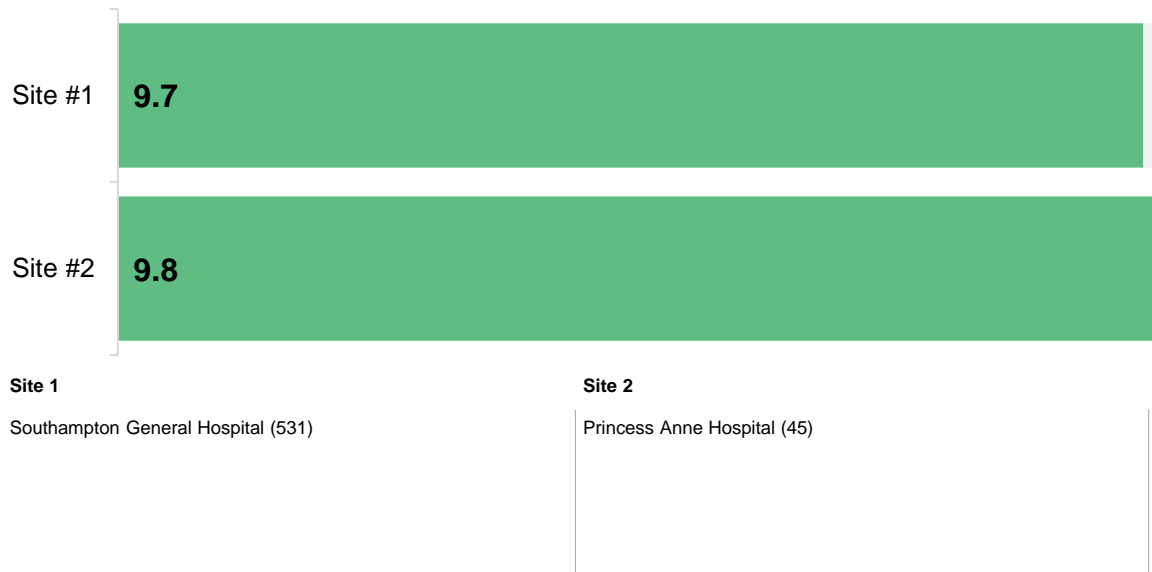 Site #1
9.7
Site #2
9.8
Site 1
Southampton General Hospital (531)
Site 2
Princess Anne Hospital (45)